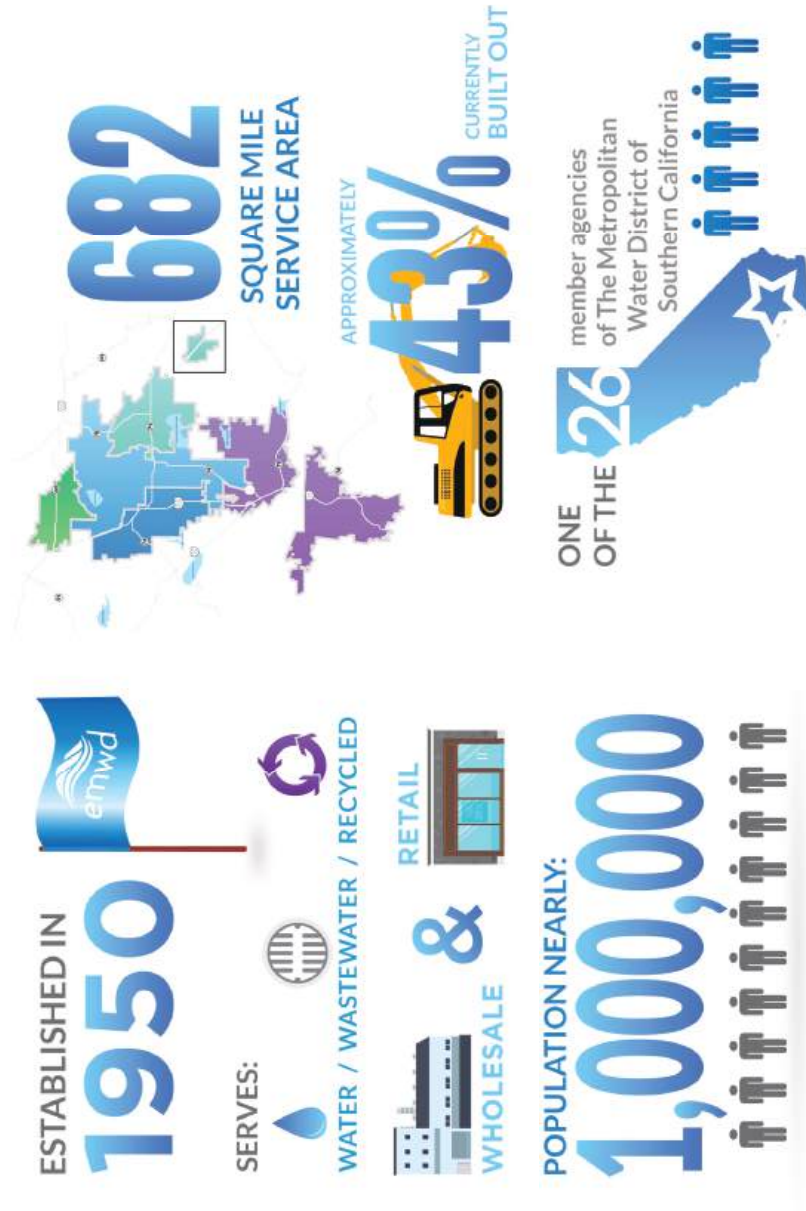 ESTABLISHED IN
1950
emwd
SERVES:
WATER / WASTEWATER / RECYCLED
WHOLESALE & RETAIL
POPULATION NEARLY:
1,000,000
682
SQUARE MILE
SERVICE AREA
APPROXIMATELY
43%
CURRENTLY
BUILT OUT
ONE
OF THE 26
member agencies
of The Metropolitan
Water District of
Southern California